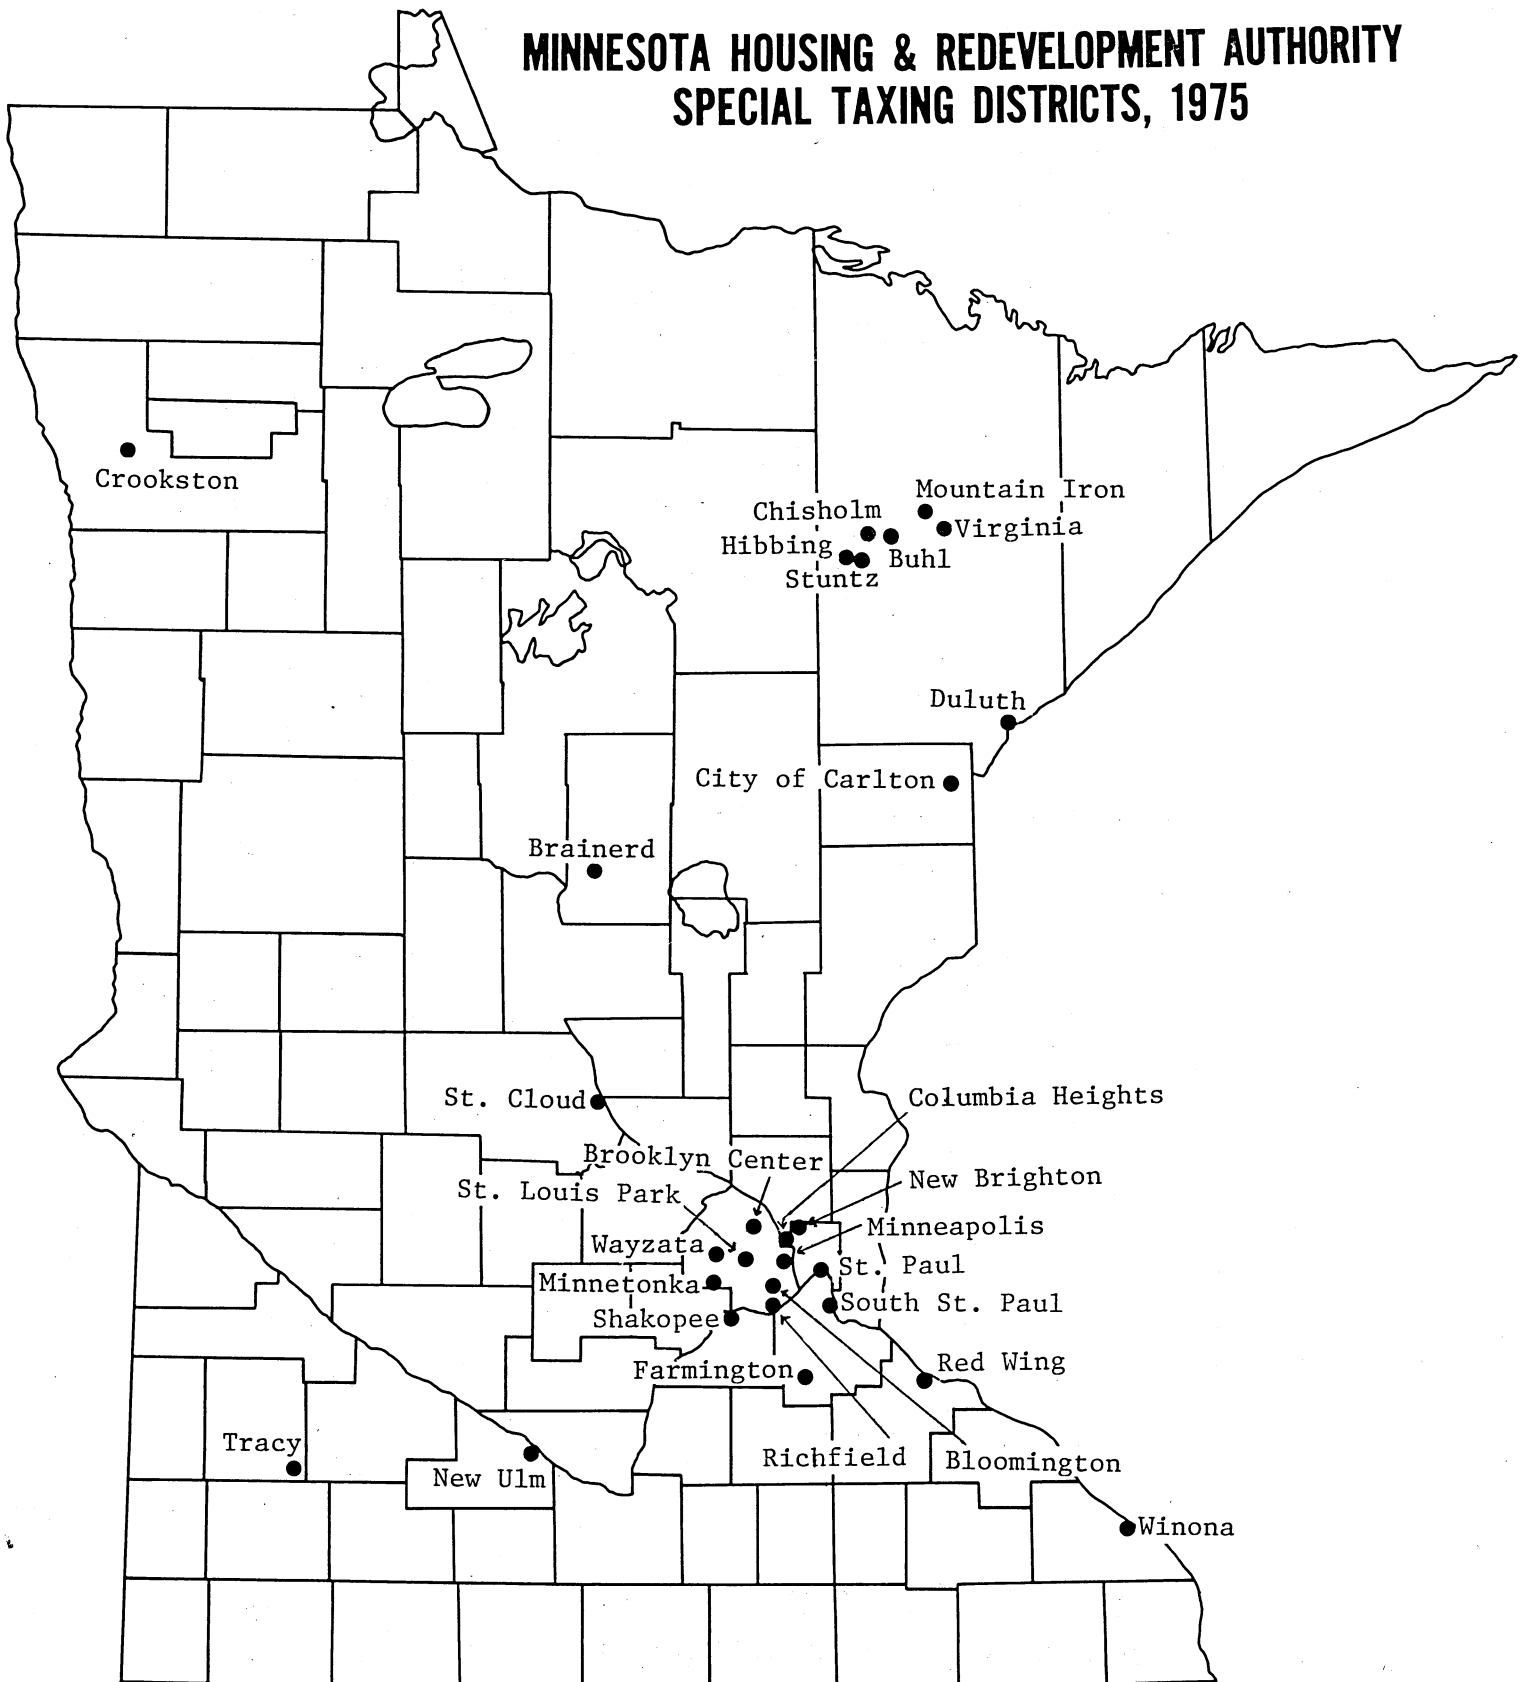 MINNESOTA HOUSING & REDEVELOPMENT AUTHORITY
SPECIAL TAXING DISTRICTS, 1975
Crookston
Mountain Iron
Chisholm
Virginia
Hibbing
Buhl
Stuntz
Duluth
City of Carlton
Brainerd
St. Cloud
Columbia Heights
Brooklyn Center
New Brighton
St. Louis Park
Minneapolis
Wayzata
St. Paul
Minnetonka
South St. Paul
Shakopee
Red Wing
Farmington
Tracy
Richfield
Bloomington
New Ulm
Winona